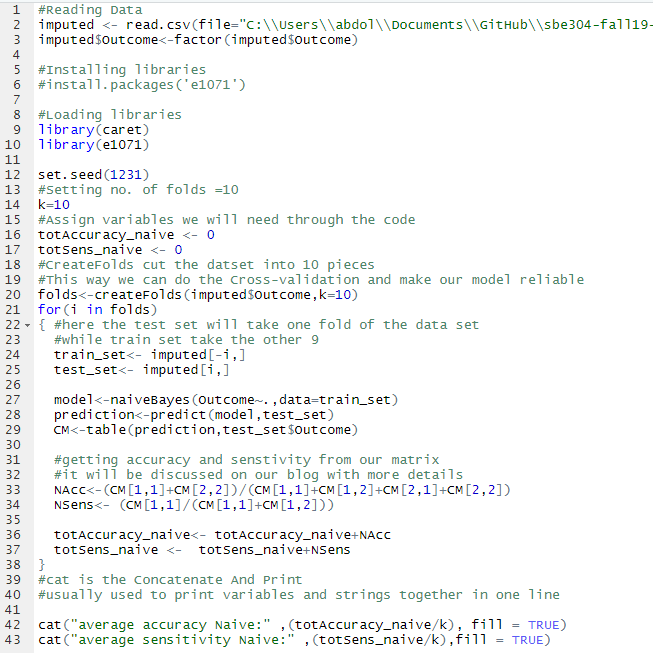 1 #Reading Data
2 imputed <- read.csv(file="C:\\Users\\abdol\\Documents\\GitHub\\sbe304-fall19-
3 imputed$Outcome<-factor(imputed$Outcome)
4
5 #Installing libraries
6 #install.packages('e1071')
7
8 #Loading libraries
9 library(caret)
10 library(e1071)
11
12 set.seed(1231)
13 #Setting no. of folds =10
14 k=10
15 #Assign variables we will need through the code
16 totAccuracy_naive <- 0
17 totSens_naive <- 0
18 #CreateFolds cut the datset into 10 pieces
19 #This way we can do the Cross-validation and make our model reliable
20 folds<-createFolds(imputed$Outcome,k=10)
21 for(i in folds)
22 { #here the test set will take one fold of the data set
23 #while train set take the other 9
24 train_set<- imputed[-i,]
25 test_set<- imputed[i,]
26
27 model<-naiveBayes(Outcome~.,data=train_set)
28 prediction<-predict(model,test_set)
29 CM<-table(prediction,test_set$Outcome)
30
31 #getting accuracy and senstivity from our matrix
32 #it will be discussed on our blog with more details
33 NAcc<-(CM[1,1]+CM[2,2])/(CM[1,1]+CM[1,2]+CM[2,1]+CM[2,2])
34 NSens<- (CM[1,1]/(CM[1,1]+CM[1,2]))
35
36 totAccuracy_naive<- totAccuracy_naive+NAcc
37 totSens_naive <- totSens_naive+NSens
38 }
39 #cat is the Concatenate And Print
40 #usually used to print variables and strings together in one line
41
42 cat("average accuracy Naive:" ,(totAccuracy_naive/k), fill = TRUE)
43 cat("average sensitivity Naive:" ,(totSens_naive/k),fill = TRUE)